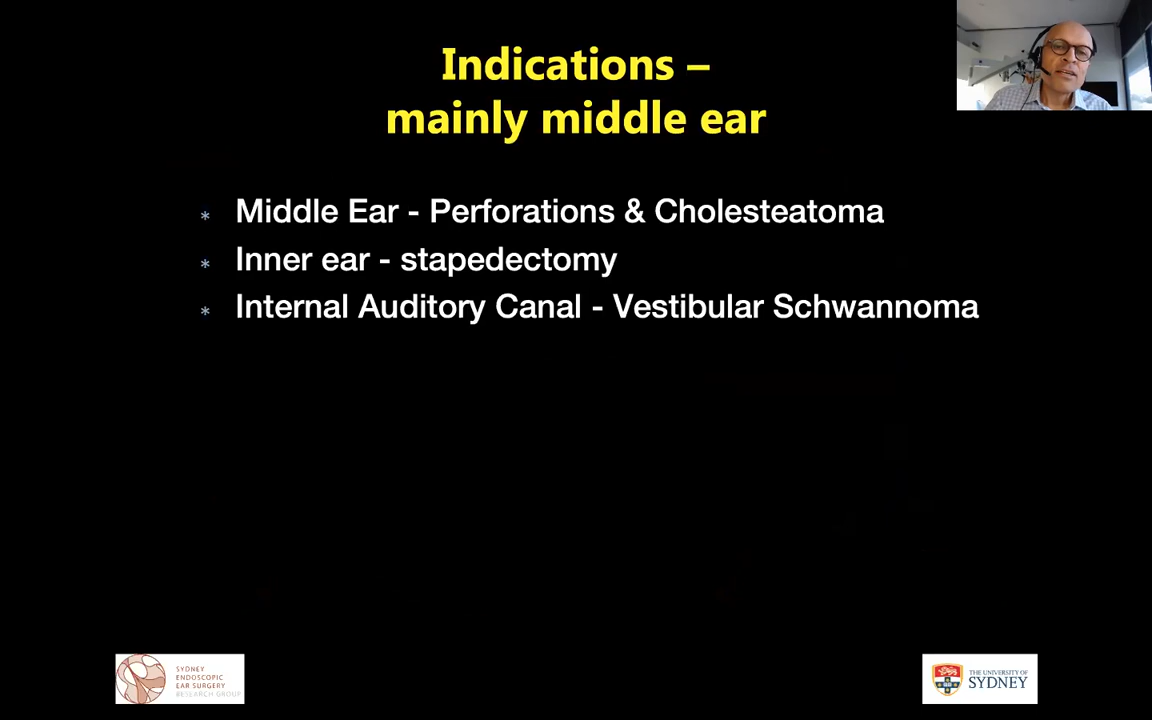 Indications –
mainly middle ear
* Middle Ear - Perforations & Cholesteatoma
* Inner ear - stapedectomy
* Internal Auditory Canal - Vestibular Schwannoma
SYDNEY
ENDOSCOPIC
EAR SURGERY
RESEARCH GROUP
THE UNIVERSITY OF
SYDNEY